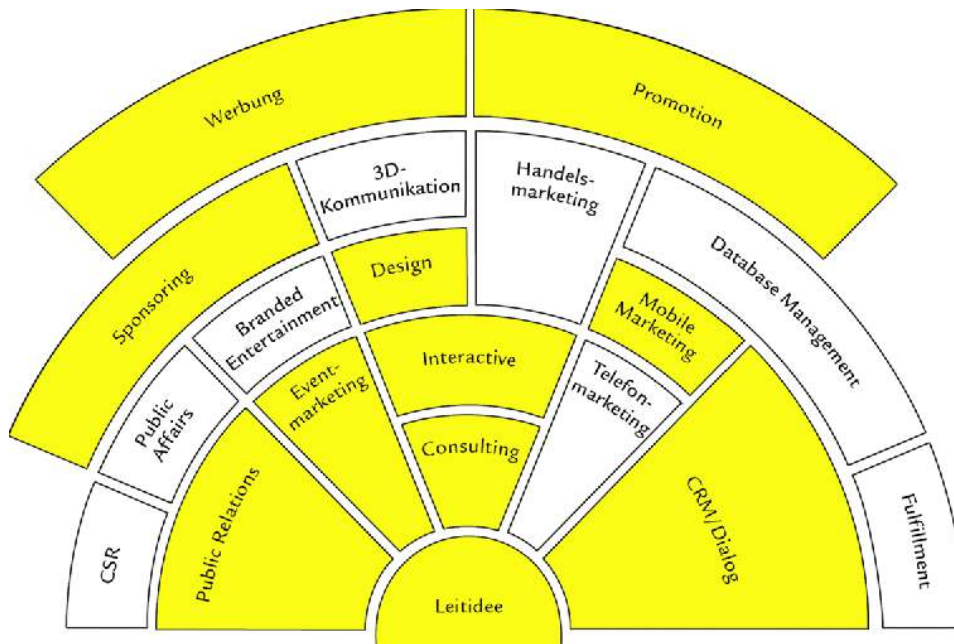 Werbung
Promotion
3D-
Kommunikation
Handels-
marketing
Sponsoring
Design
Database Management
Branded
Entertainment
Mobile
Marketing
Interactive
Public
Affairs
Event-
marketing
Telefon-
marketing
Consulting
CSR
Public Relations
CRM/Dialog
Fulfillment
Leitidee